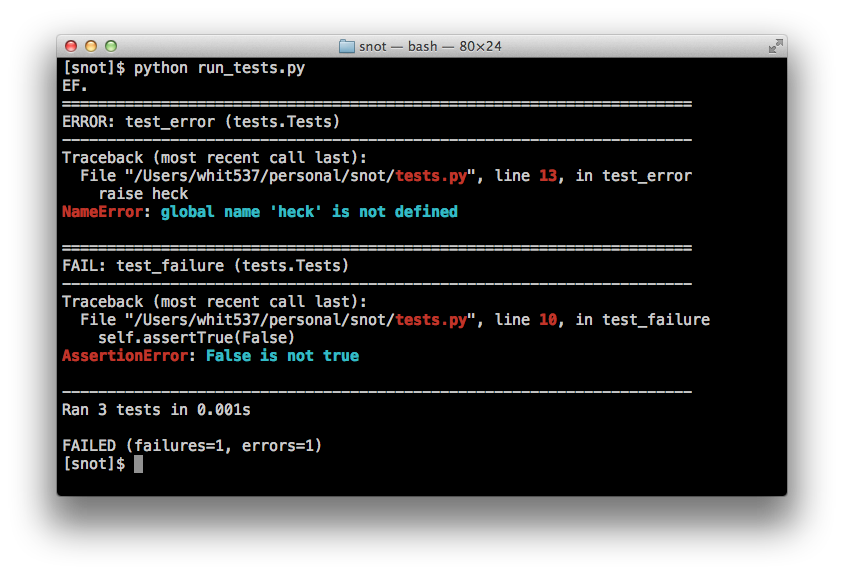 snot — bash — 80×24
[snot]$ python run_tests.py
EF.
======================================================================
ERROR: test_error (tests.Tests)
----------------------------------------------------------------------
Traceback (most recent call last):
  File "/Users/whit537/personal/snot/tests.py", line 13, in test_error
    raise heck
NameError: global name 'heck' is not defined

======================================================================
FAIL: test_failure (tests.Tests)
----------------------------------------------------------------------
Traceback (most recent call last):
  File "/Users/whit537/personal/snot/tests.py", line 10, in test_failure
    self.assertTrue(False)
AssertionError: False is not true

----------------------------------------------------------------------
Ran 3 tests in 0.001s

FAILED (failures=1, errors=1)
[snot]$